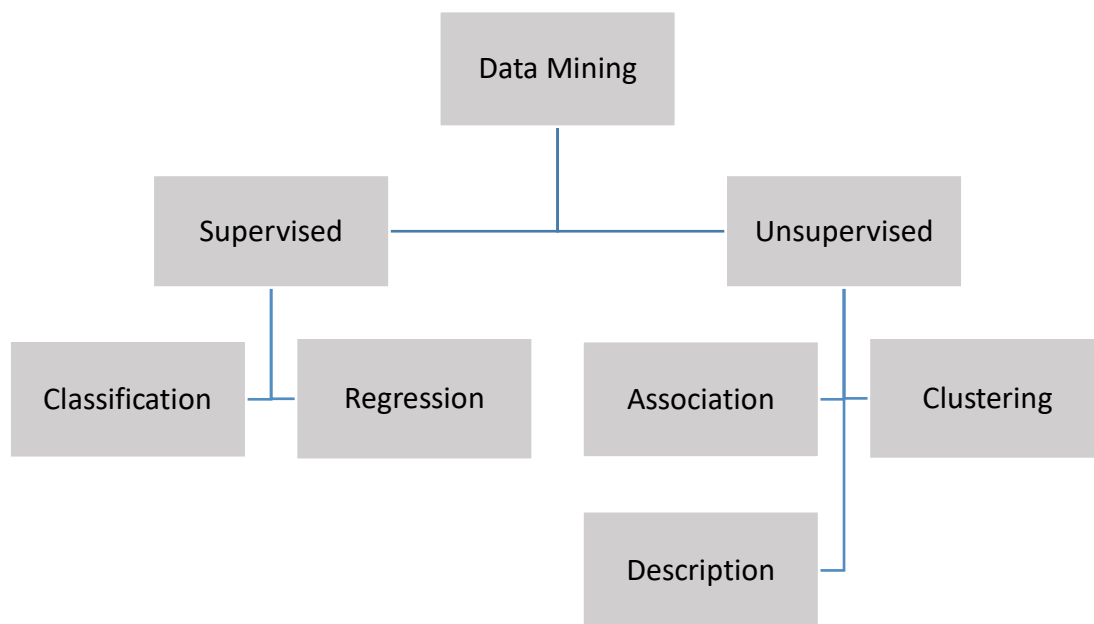 Data Mining
Supervised
Unsupervised
Classification
Regression
Association
Clustering
Description